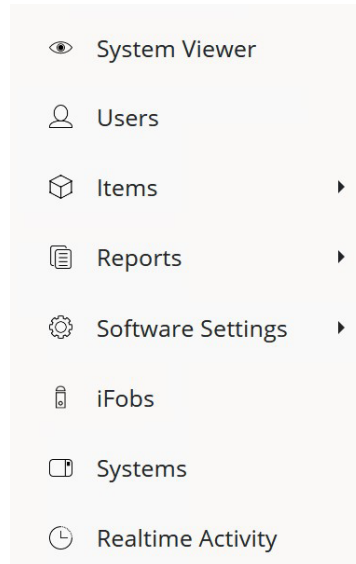 System Viewer
Users
Items
Reports
Software Settings
iFobs
Systems
Realtime Activity